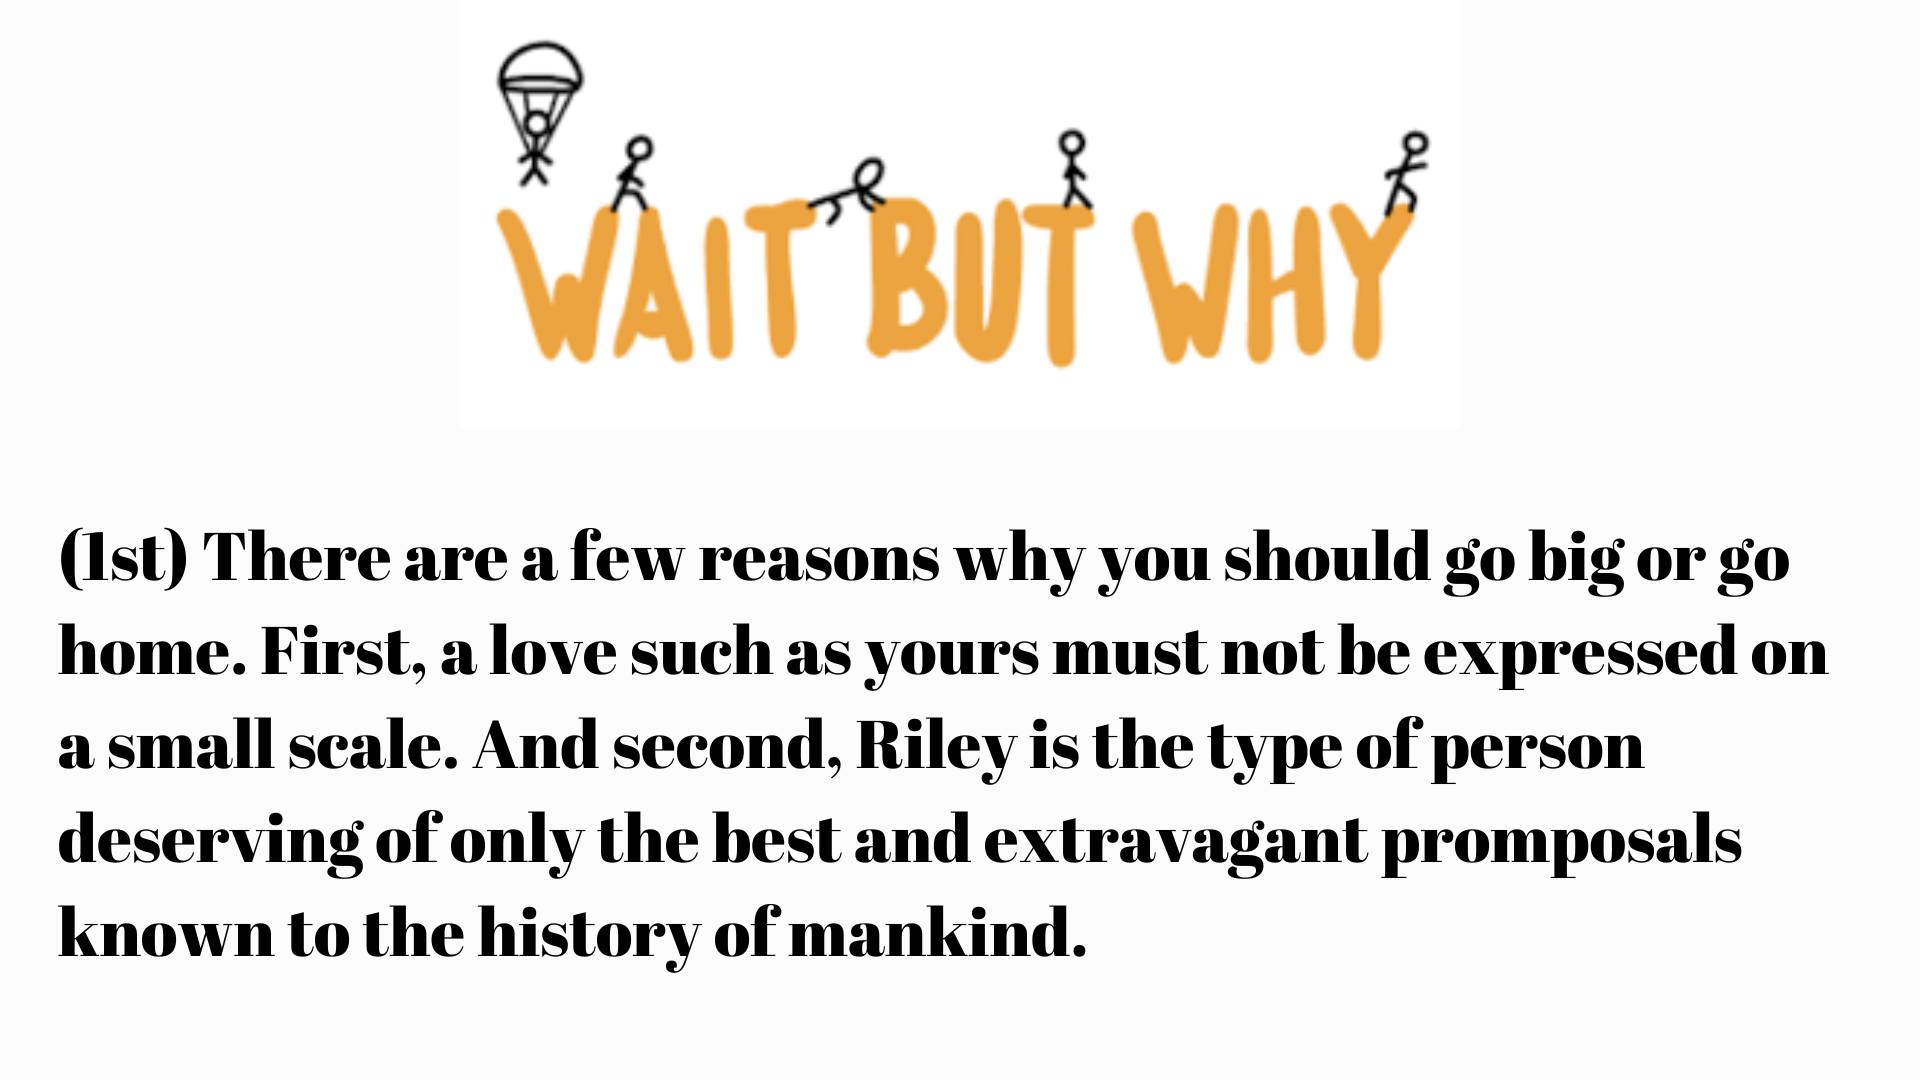 WAIT BUT WHY
(1st) There are a few reasons why you should go big or go
home. First, a love such as yours must not be expressed on
a small scale. And second, Riley is the type of person
deserving of only the best and extravagant promposals
known to the history of mankind.